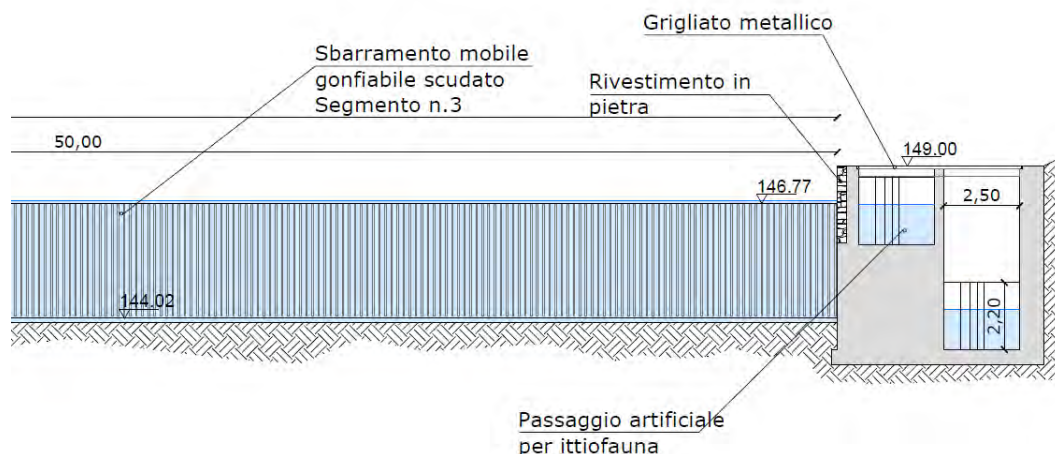 Grigliato metallico
Sbarramento mobile
gonfiabile scudato
Segmento n.3
Rivestimento in
pietra
50,00
149.00
146.77
2,50
144.02
2,20
Passaggio artificiale
per ittiofauna